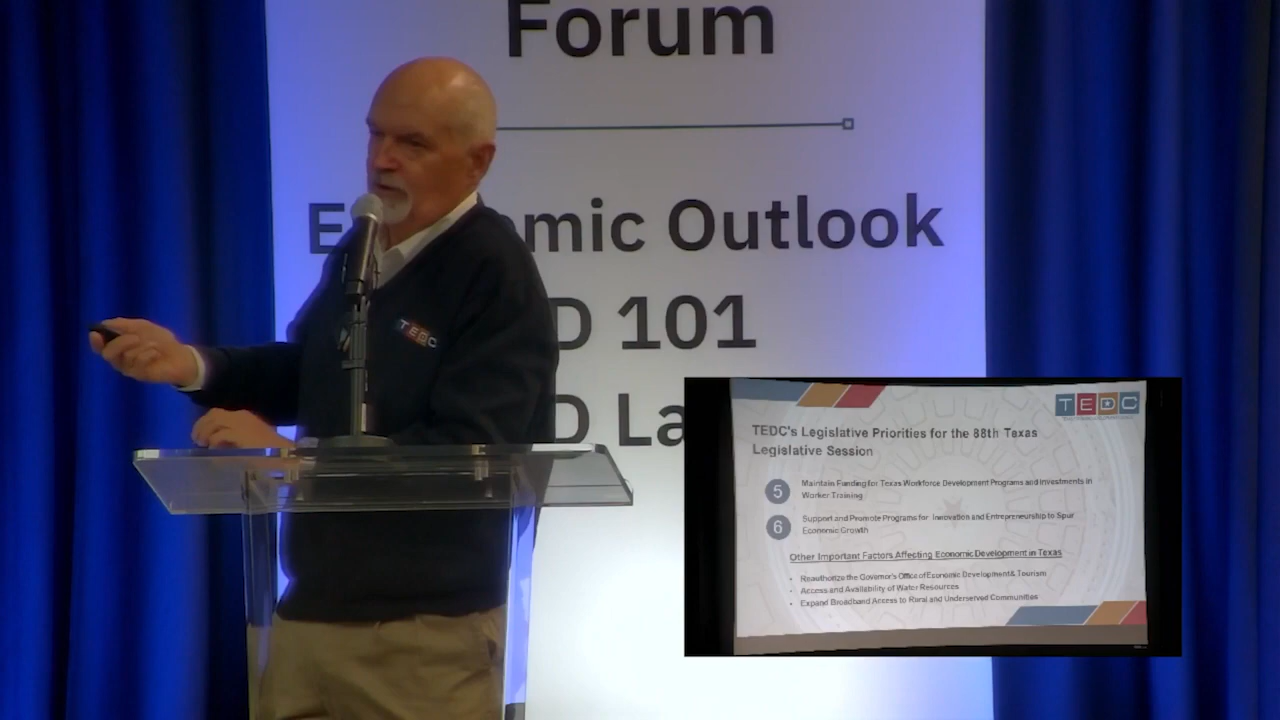 Forum
E mic Outlook
D 101
D La
TEDC
TEDC
TEDC's Legislative Priorities for the 88th Texas
Legislative Session
5 Maintain Funding for Texas Workforce Development Programs and Investments in
Worker Training
6 Support and Promote Programs for Innovation and Entrepreneurship to Spur
Economic Growth
Other Important Factors Affecting Economic Development in Texas
• Reauthorize the Governor's Office of Economic Development & Tourism
• Access and Availability of Water Resources
• Expand Broadband Access to Rural and Underserved Communities